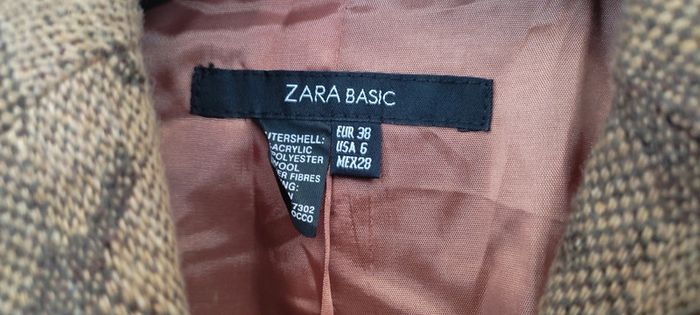 ZARA BASIC
UTERSHELL:
ACRYLIC
POLYESTER
WOOL
ER FIBRES
NG:
N
7302
OCCO
EUR 38
USA 6
MEX28